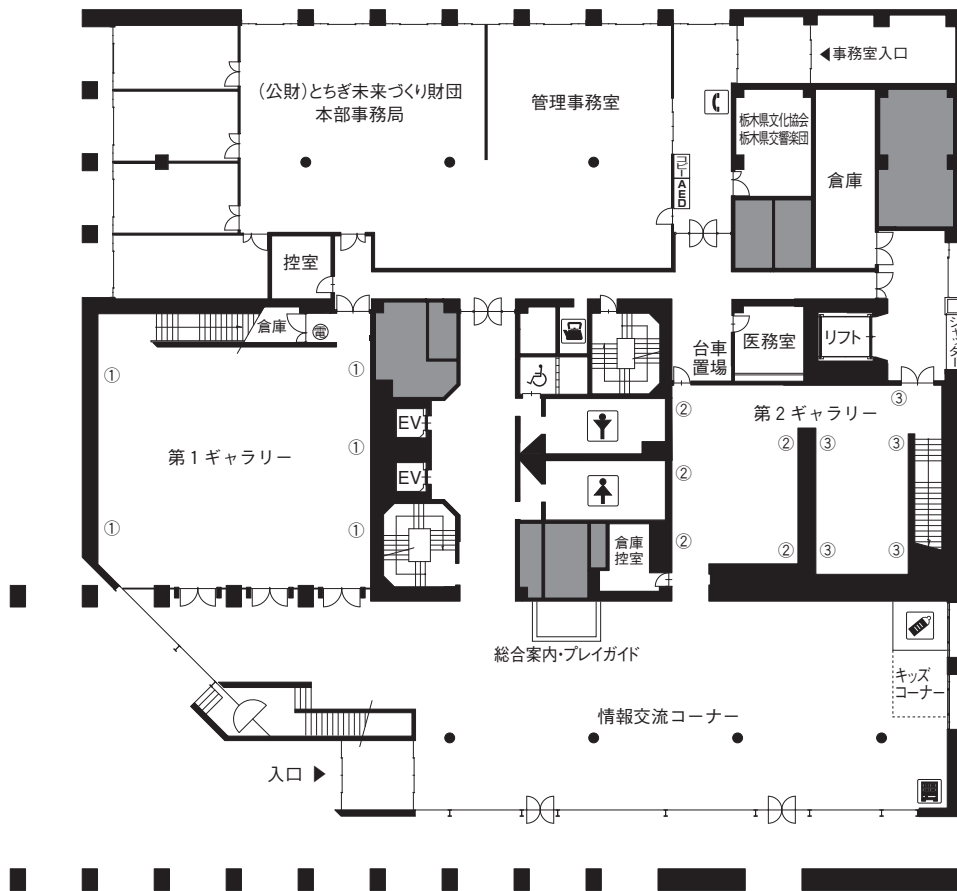 ◀事務室入口
(公財)とちぎ未来づくり財団
本部事務局
管理事務室
栃木県文化協会
栃木県交響楽団
倉庫
コピー
AED
控室
倉庫
電
シャッター
台車
置場
医務室
リフト
①
①
②
第2ギャラリー
③
EV
第1ギャラリー
①
②
③
③
EV
②
①
①
倉庫
控室
②
②
③
③
総合案内・プレイガイド
キッズ
コーナー
情報交流コーナー
入口 ▶